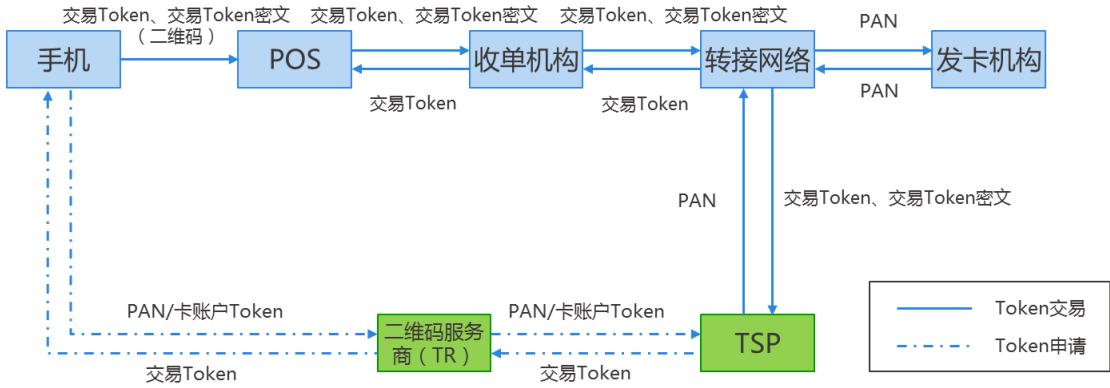 交易Token、交易Token密文
（二维码）
交易Token、交易Token密文
交易Token、交易Token密文
PAN
手机
POS
收单机构
转接网络
发卡机构
交易Token
交易Token
PAN
PAN
交易Token、交易Token密文
PAN/卡账户Token
PAN/卡账户Token
二维码服务
商（TR）
TSP
交易Token
交易Token
Token交易
Token申请